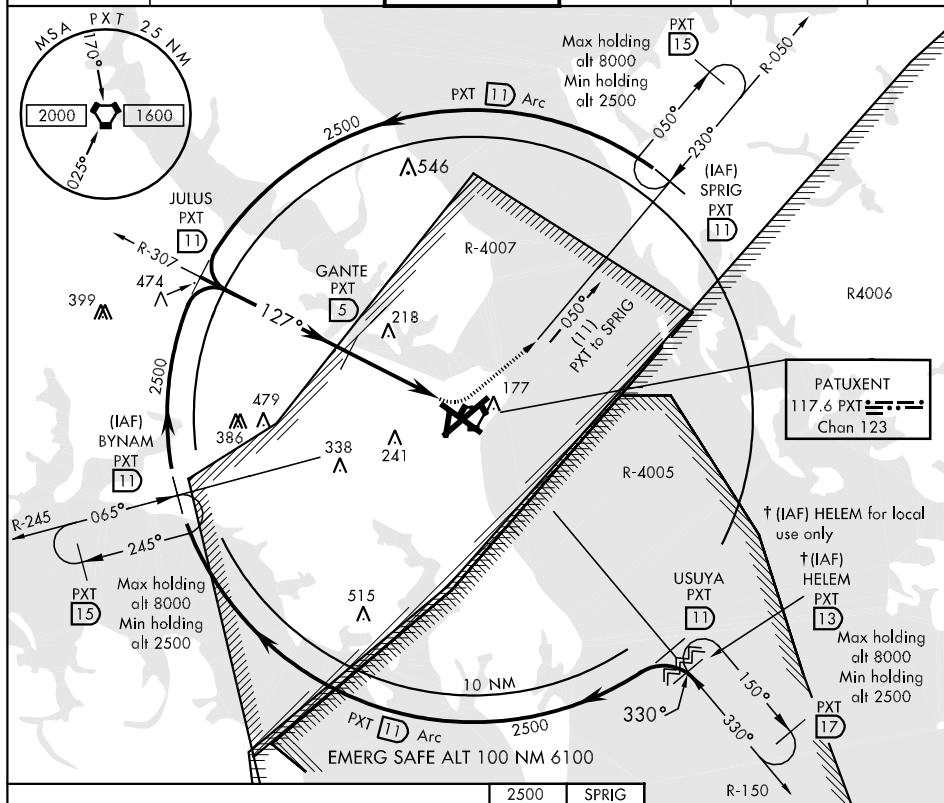 MSA PXT 25 NM
170°
2000
1600
025°
Max holding
alt 8000
Min holding
alt 2500
PXT
15
R-050
050°
230°
PXT 11 Arc
2500
546
(IAF)
SPRIG
PXT
11
JULUS
PXT
11
R-307
474
399
GANTE
PXT
5
127°
218
R-4007
R4006
050°
(11)
PXT to SPRIG
177
PATUXENT
117.6 PXT
Chan 123
2500
(IAF)
BYNAM
PXT
11
479
386
338
241
R-4005
R-245
065°
245°
PXT
15
Max holding
alt 8000
Min holding
alt 2500
† (IAF) HELEM for local
use only
†(IAF)
HELEM
PXT
13
USUYA
PXT
11
Max holding
alt 8000
Min holding
alt 2500
515
10 NM
150°
330°
330°
PXT
17
PXT 11 Arc
2500
EMERG SAFE ALT 100 NM 6100
R-150
2500
SPRIG